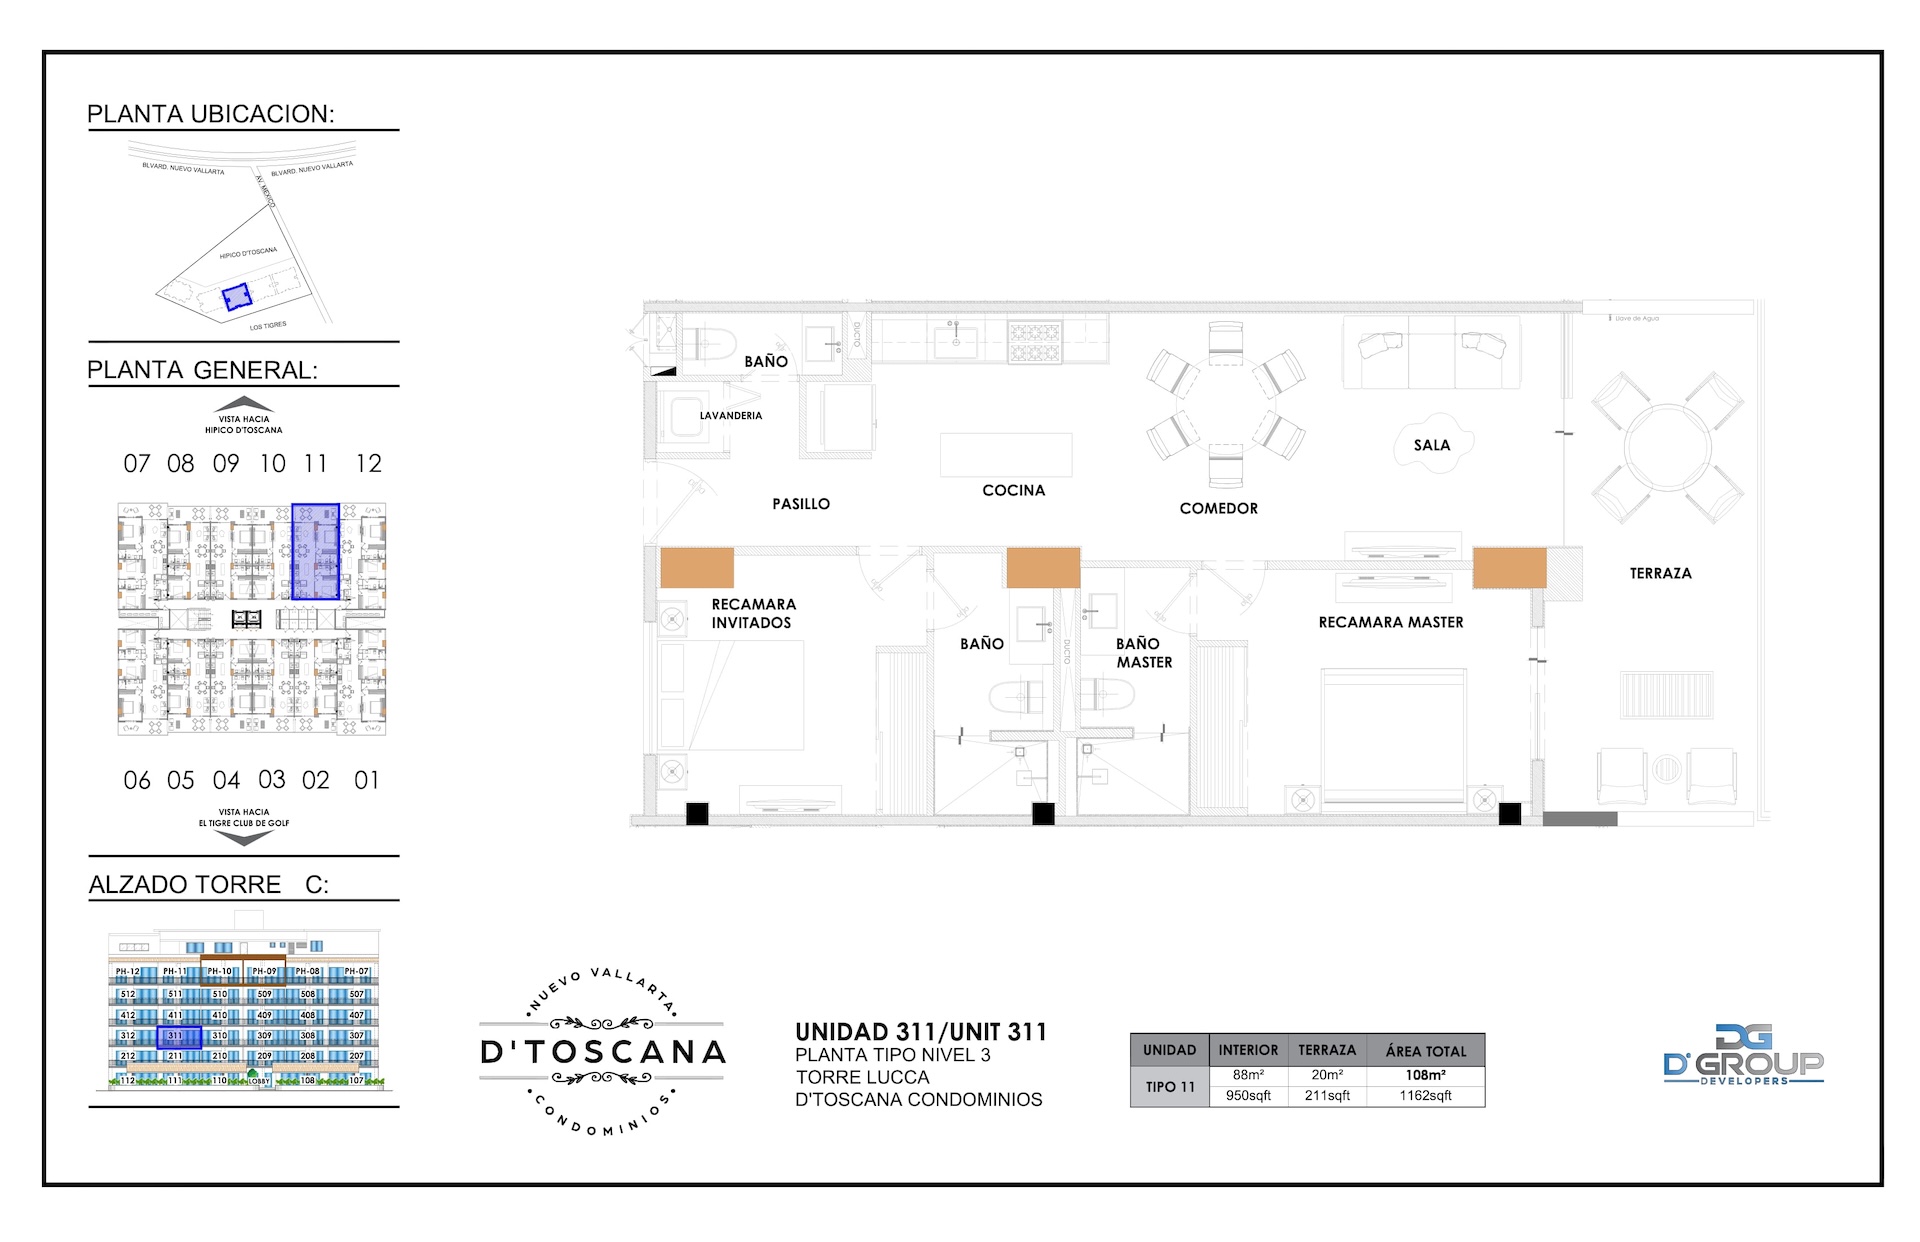 PLANTA UBICACION:
BLVARD. NUEVO VALLARTA
BLVARD. NUEVO VALLARTA
AV. MEXICO
HIPICO D'TOSCANA
LOS TIGRES
PLANTA GENERAL:
VISTA HACIA
HIPICO D'TOSCANA
07 08 09 10 11 12
06 05 04 03 02 01
VISTA HACIA
EL TIGRE CLUB DE GOLF
ALZADO TORRE C:
PH-12 PH-11 PH-10 PH-09 PH-08 PH-07
512 511 510 509 508 507
412 411 410 409 408 407
312 311 310 309 308 307
212 211 210 209 208 207
112 111 110 LOBBY 108 107
BAÑO
DUCTO
LAVANDERIA
PASILLO
COCINA
COMEDOR
SALA
Llave de Agua
TERRAZA
RECAMARA
INVITADOS
BAÑO
DUCTO
BAÑO
MASTER
RECAMARA MASTER
NUEVO VALLARTA
D'TOSCANA
CONDOMINIOS
UNIDAD 311/UNIT 311
PLANTA TIPO NIVEL 3
TORRE LUCCA
D'TOSCANA CONDOMINIOS
UNIDAD INTERIOR TERRAZA ÁREA TOTAL
TIPO 11 88m² 20m² 108m²
950sqft 211sqft 1162sqft
DG
D'GROUP
DEVELOPERS